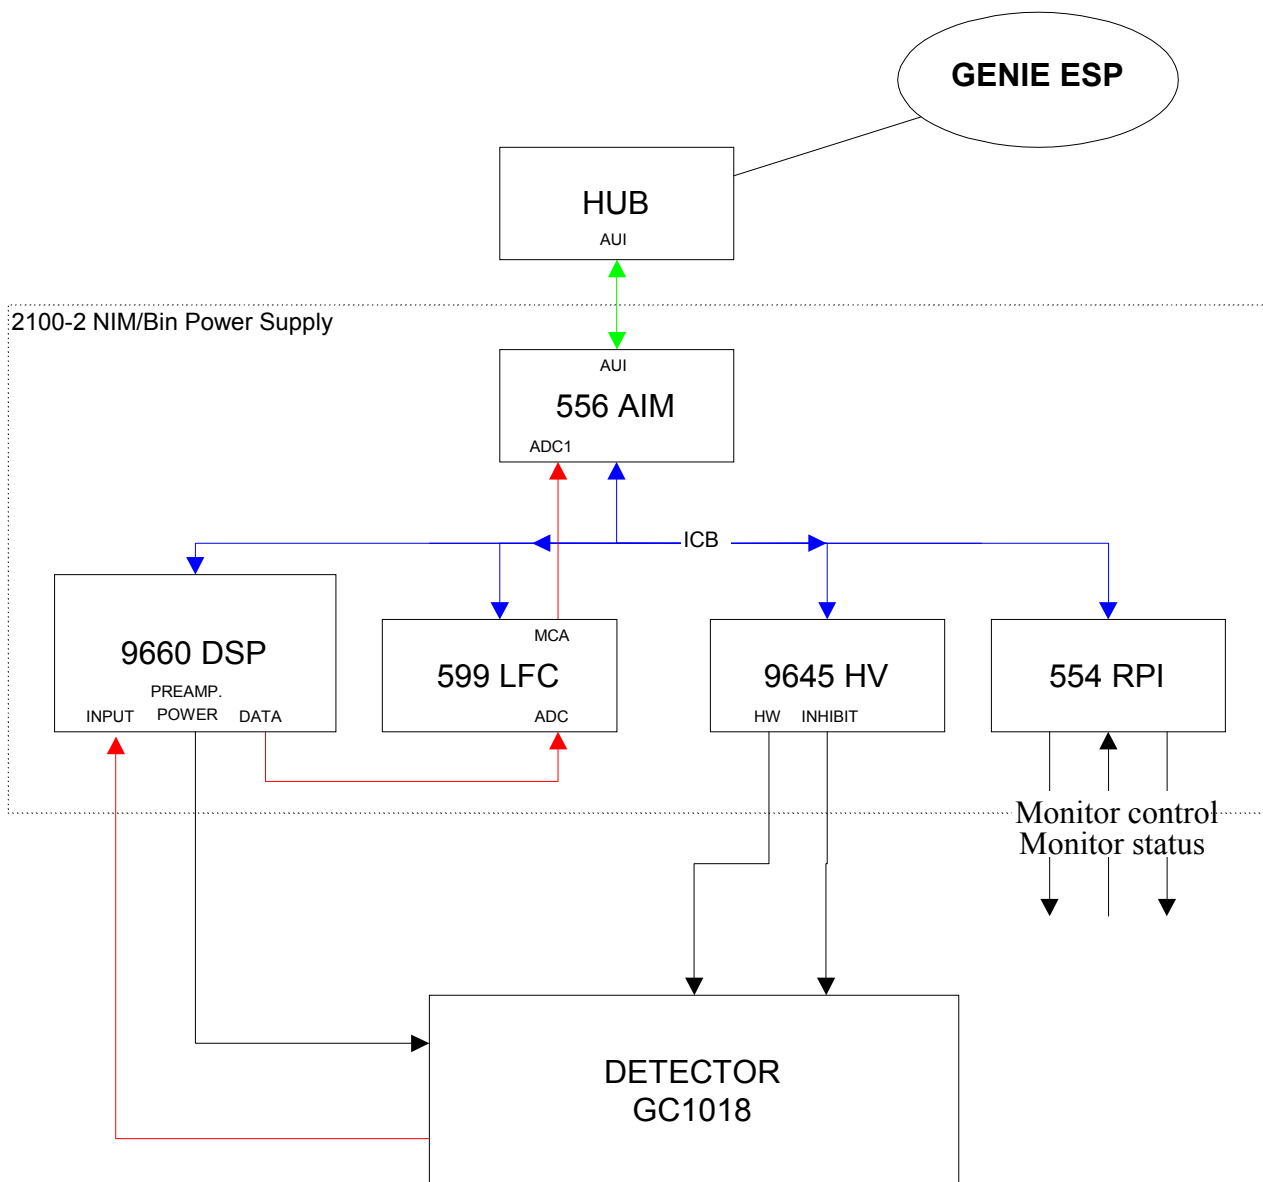 GENIE ESP
HUB
AUI
2100-2 NIM/Bin Power Supply
AUI
556 AIM
ADC1
ICB
9660 DSP
PREAMP.
INPUT POWER DATA
MCA
599 LFC
ADC
9645 HV
HW INHIBIT
554 RPI
Monitor control
Monitor status
DETECTOR
GC1018